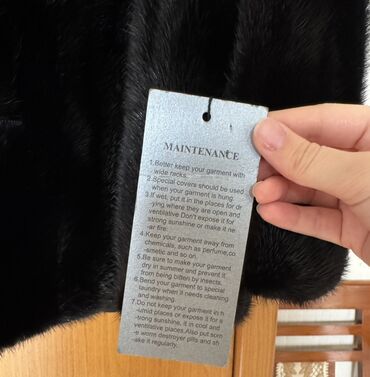 MAINTENANCE
1.Better keep your garment with
wide racks.
2.Special covers should be used
when your garment is hung.
3.If wet, put it in the places for dr
-ying where they are open and
ventilative Don't expose it for
strong sunshine or make it ne
-ar fire.
4.Keep your garment away from
chemicals, such as perfume,co
-smetic and so on.
5.Be sure to make your garment
dry in summer and prevent it
from being bitten by insects.
6.Dend your garment to special
laundry when it needs cleaning
and washing.
7.Do not keep your garment in h
-umid places or expose it for s
-trong sunshine, it in cool and
ventilative places.Also put som
-e worm destroyer pills and sh
-ake it regularly.